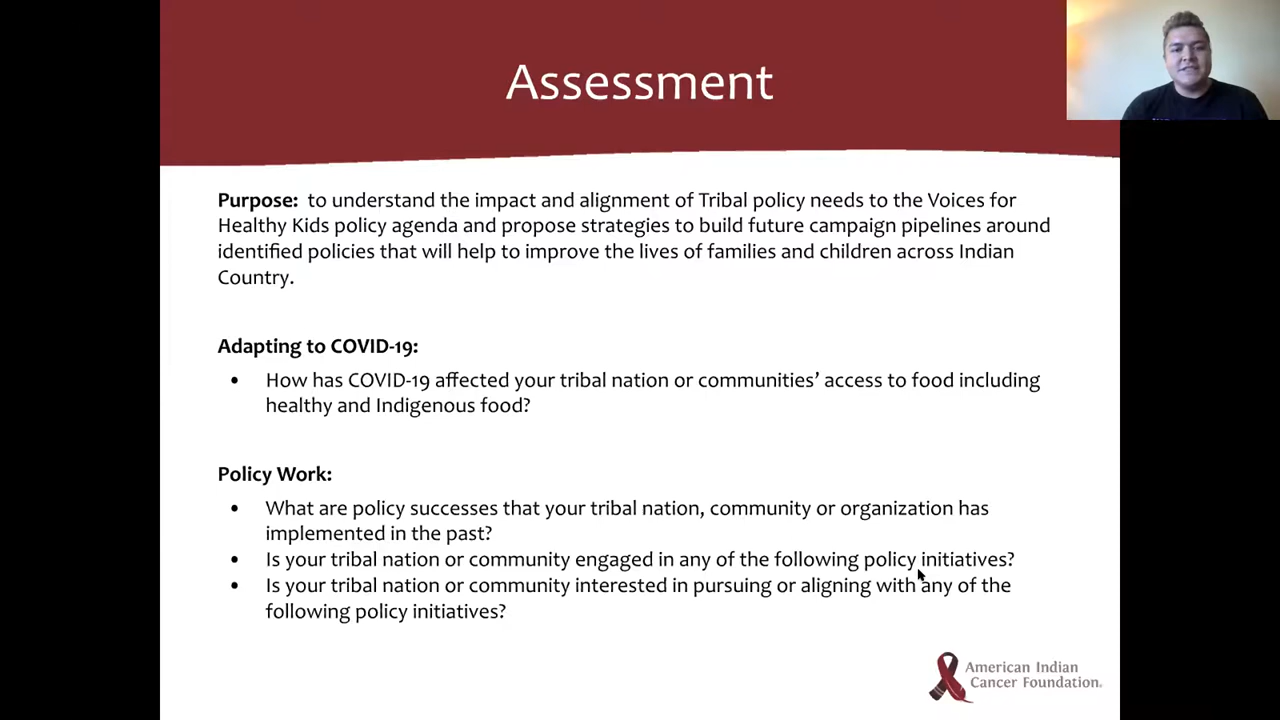 Assessment
Purpose: to understand the impact and alignment of Tribal policy needs to the Voices for
Healthy Kids policy agenda and propose strategies to build future campaign pipelines around
identified policies that will help to improve the lives of families and children across Indian
Country.
Adapting to COVID-19:
• How has COVID-19 affected your tribal nation or communities’ access to food including
healthy and Indigenous food?
Policy Work:
• What are policy successes that your tribal nation, community or organization has
implemented in the past?
• Is your tribal nation or community engaged in any of the following policy initiatives?
• Is your tribal nation or community interested in pursuing or aligning with any of the
following policy initiatives?
American Indian
Cancer Foundation.